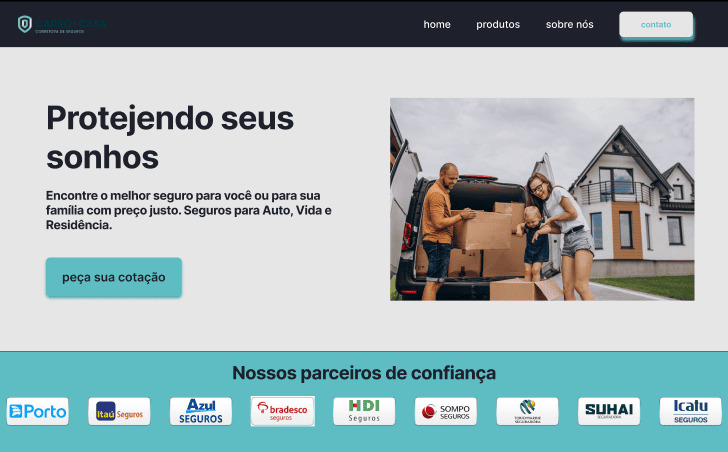 CARRO+CASA
CORRETORA DE SEGUROS
home
produtos
sobre nós
contato
Protejendo seus
sonhos
Encontre o melhor seguro para você ou para sua
família com preço justo. Seguros para Auto, Vida e
Residência.
peça sua cotação
Nossos parceiros de confiança
Porto
Itaú Seguros
Azul
SEGUROS
bradesco
seguros
HDI
Seguros
SOMPO
SEGUROS
TOKIO MARINE
SEGURADORA
SUHAI
SEGURADORA
Icatu
SEGUROS